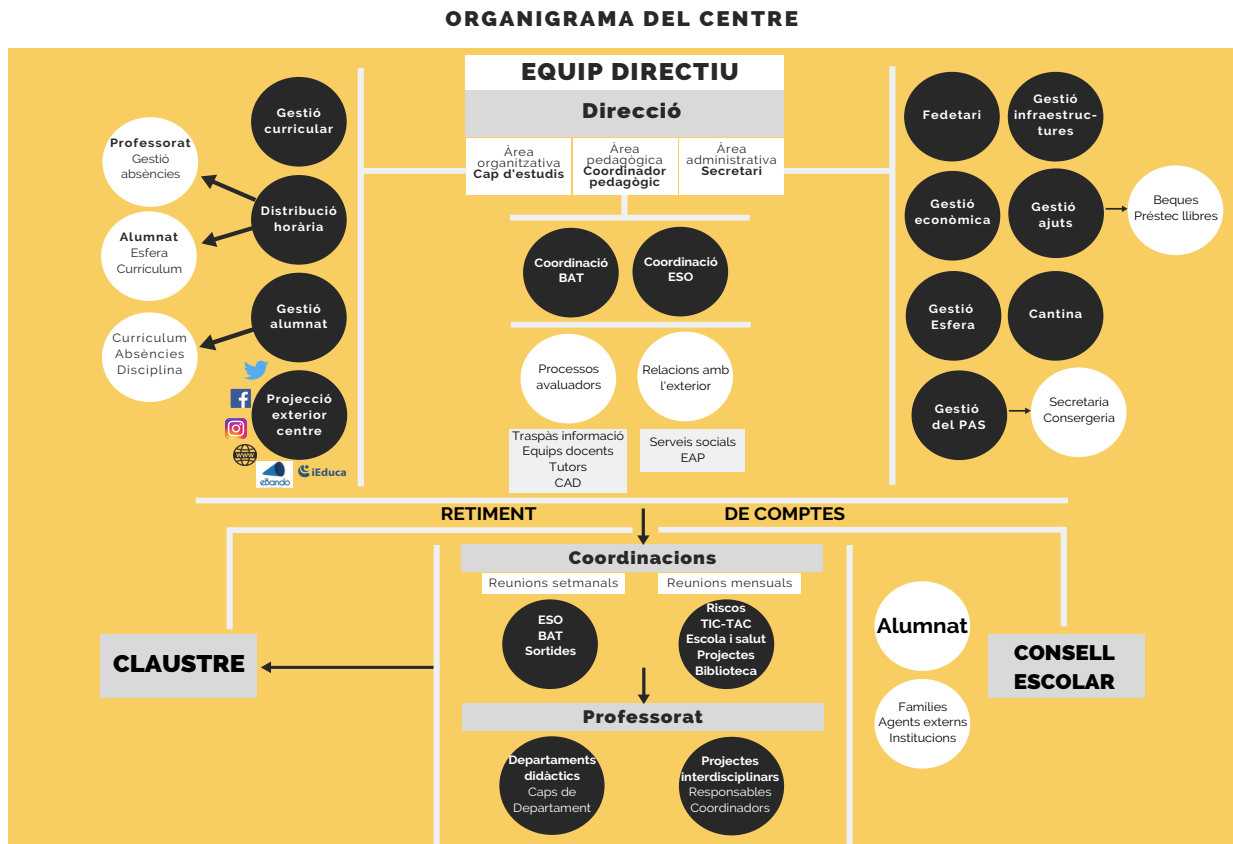 ORGANIGRAMA DEL CENTRE
EQUIP DIRECTIU
Direcció
Àrea
organitzativa
Cap d'estudis
Àrea
pedagògica
Coordinador
pedagògic
Àrea
administrativa
Secretari
Gestió
curricular
Professorat
Gestió
absències
Distribució
horària
Alumnat
Esfera
Currículum
Gestió
alumnat
Curriculum
Absències
Disciplina
Projecció
exterior
centre
WWW
eBando
iEduca
Coordinació
BAT
Coordinació
ESO
Processos
avaluadors
Relacions amb
l'exterior
Traspàs informació
Equips docents
Tutors
CAD
Serveis socials
EAP
Fedetari
Gestió
infraestruc-
tures
Gestió
econòmica
Gestió
ajuts
Beques
Préstec llibres
Gestió
Esfera
Cantina
Gestió
del PAS
Secretaria
Consergeria
RETIMENT
DE COMPTES
Coordinacions
Reunions setmanals
Reunions mensuals
ESO
BAT
Sortides
Riscos
TIC-TAC
Escola i salut
Projectes
Biblioteca
CLAUSTRE
Alumnat
CONSELL
ESCOLAR
Famílies
Agents externs
Institucions
Professorat
Departaments
didàctics
Caps de
Departament
Projectes
interdisciplinars
Responsables
Coordinadors